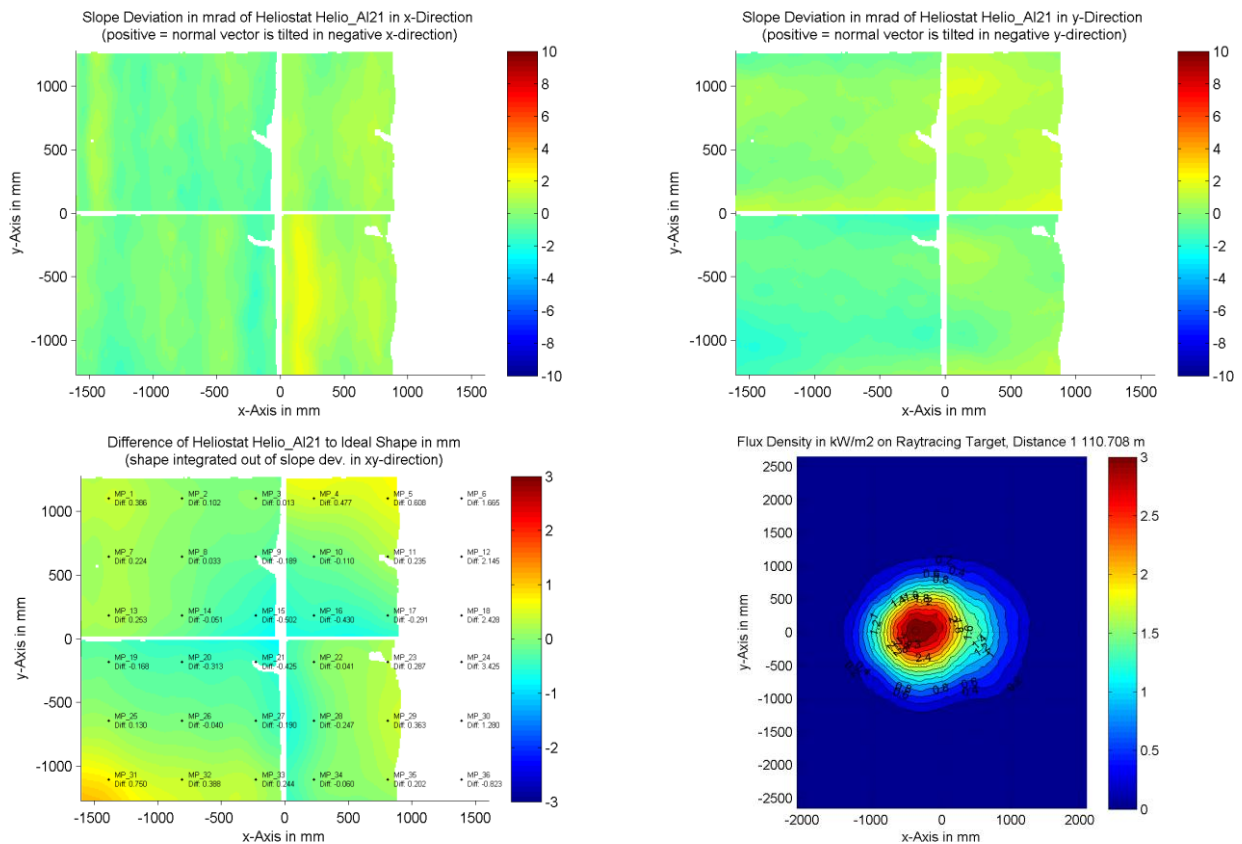 Slope Deviation in mrad of Heliostat Helio_AI21 in x-Direction
(positive = normal vector is tilted in negative x-direction)
1000
500
0
-500
-1000
y-Axis in mm
-1500 -1000 -500 0 500 1000 1500
x-Axis in mm
10
8
6
4
2
0
-2
-4
-6
-8
-10
Slope Deviation in mrad of Heliostat Helio_AI21 in y-Direction
(positive = normal vector is tilted in negative y-direction)
1000
500
0
-500
-1000
y-Axis in mm
-1500 -1000 -500 0 500 1000 1500
x-Axis in mm
10
8
6
4
2
0
-2
-4
-6
-8
-10
Difference of Heliostat Helio_AI21 to Ideal Shape in mm
(shape integrated out of slope dev. in xy-direction)
1000
500
0
-500
-1000
y-Axis in mm
MP_1 MP_2 MP_3 MP_4 MP_5 MP_6
Diff: 0.386 Diff: 0.102 Diff: 0.013 Diff: 0.477 Diff: 0.608 Diff: 1.665
MP_7 MP_8 MP_9 MP_10 MP_11 MP_12
Diff: 0.224 Diff: 0.033 Diff: -0.189 Diff: -0.110 Diff: 0.235 Diff: 2.145
MP_13 MP_14 MP_15 MP_16 MP_17 MP_18
Diff: 0.253 Diff: -0.051 Diff: -0.502 Diff: -0.430 Diff: -0.291 Diff: 2.428
MP_19 MP_20 MP_21 MP_22 MP_23 MP_24
Diff: -0.168 Diff: -0.313 Diff: -0.425 Diff: -0.041 Diff: 0.287 Diff: 3.425
MP_25 MP_26 MP_27 MP_28 MP_29 MP_30
Diff: 0.130 Diff: -0.040 Diff: -0.190 Diff: -0.247 Diff: 0.363 Diff: 1.280
MP_31 MP_32 MP_33 MP_34 MP_35 MP_36
Diff: 0.750 Diff: 0.388 Diff: 0.244 Diff: -0.060 Diff: 0.202 Diff: -0.823
-1500 -1000 -500 0 500 1000 1500
x-Axis in mm
3
2
1
0
-1
-2
-3
Flux Density in kW/m2 on Raytracing Target, Distance 1 110.708 m
2500
2000
1500
1000
500
0
-500
-1000
-1500
-2000
-2500
y-Axis in mm
0.8
2.4
0.8
-2000 -1000 0 1000 2000
x-Axis in mm
3
2.5
2
1.5
1
0.5
0